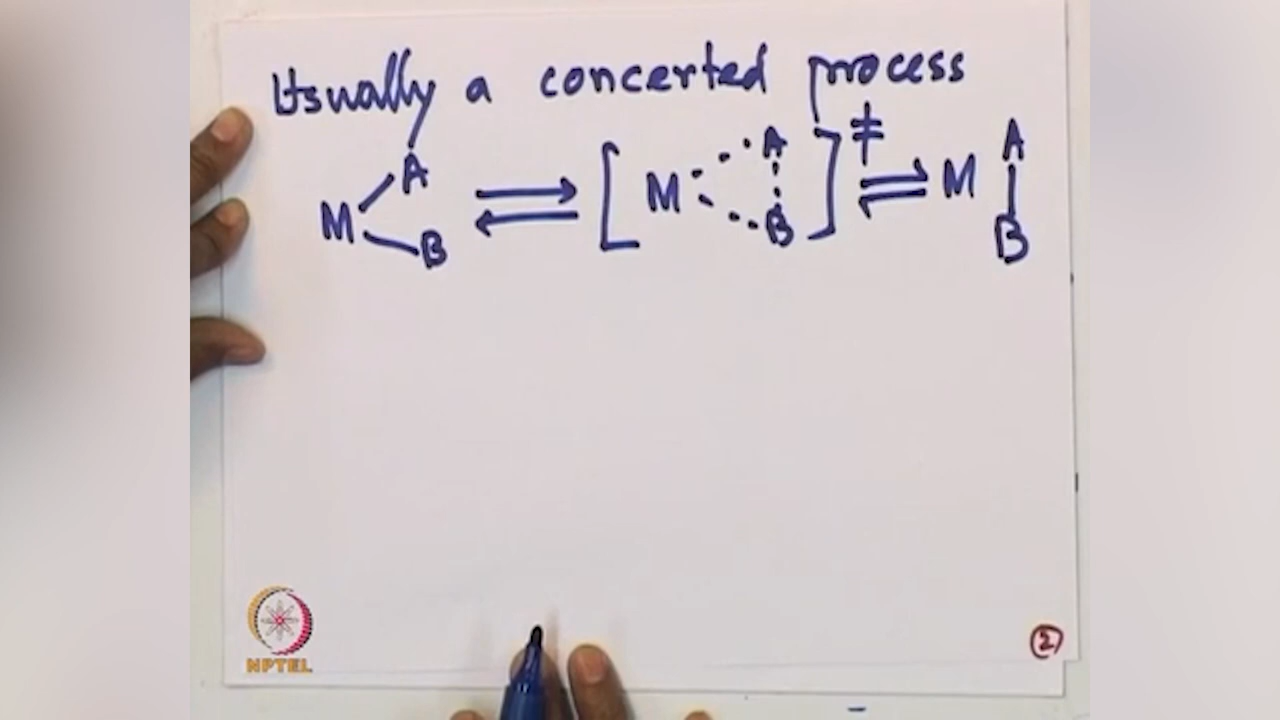 Usually a concerted process
M A B ⇌ [ M A B ]‡ ⇌ M A B
NPTEL
2